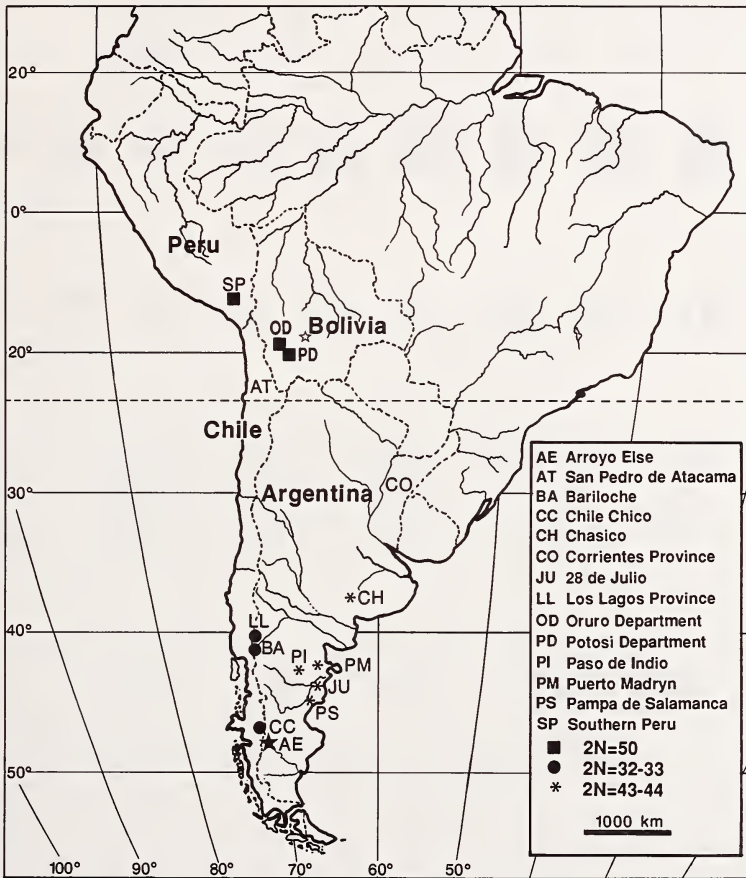 20°
0°
Peru
SP
OD
Bolivia
PD
20°
AT
Chile
CO
Argentina
30°
CH
LL
40°
BA
PI
PM
JU
PS
CC
AE
50°
100°
90°
80°
70°
60°
50°
AE Arroyo Else
AT San Pedro de Atacama
BA Bariloche
CC Chile Chico
CH Chasico
CO Corrientes Province
JU 28 de Julio
LL Los Lagos Province
OD Oruro Department
PD Potosi Department
PI Paso de Indio
PM Puerto Madryn
PS Pampa de Salamanca
SP Southern Peru
■ 2N=50
● 2N=32-33
* 2N=43-44
1000 km